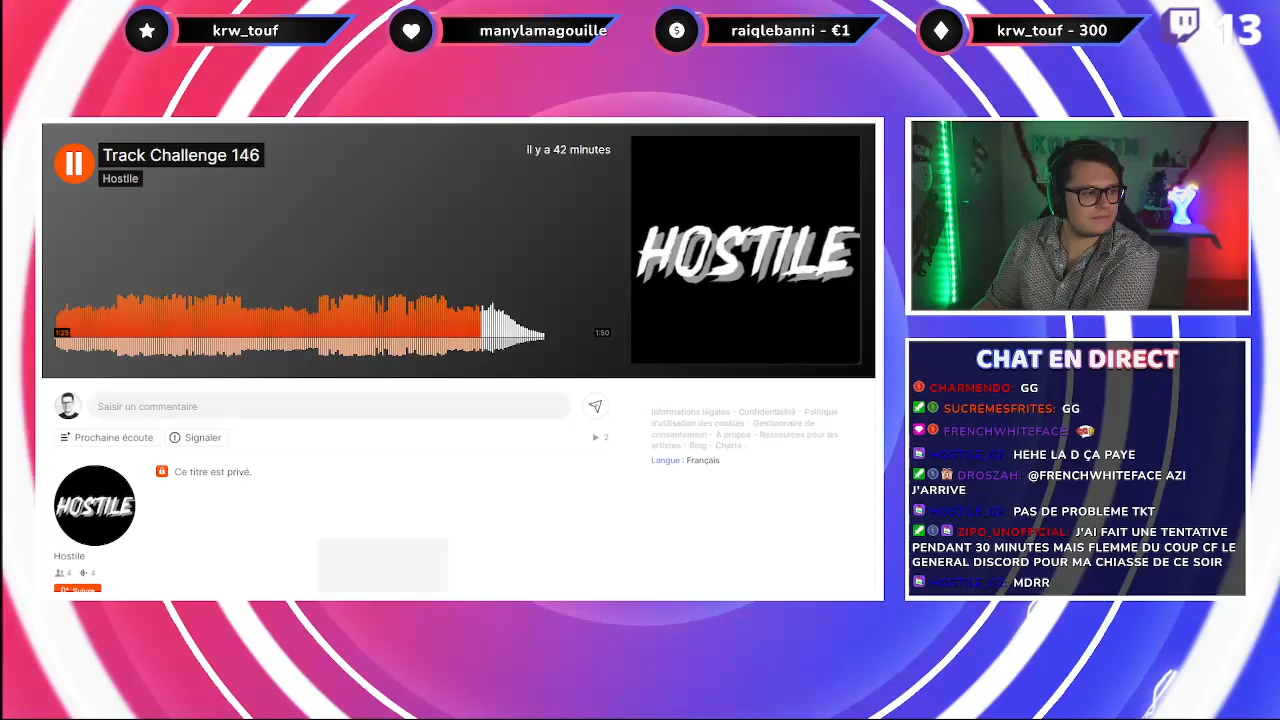 krw_touf
manylamagouille
raiqlebanni - €1
krw_touf - 300
13
Track Challenge 146
Hostile
il y a 42 minutes
HOSTILE
1:25
1:50
Saisir un commentaire
Prochaine écoute
Signaler
2
Ce titre est privé.
HOSTILE
Hostile
4 4
Suivre
Informations légales - Confidentialité - Politique
d'utilisation des cookies - Gestionnaire de
consentement - À propos - Ressources pour les
artistes - Blog - Charts -
Langue : Français
CHAT EN DIRECT
CHARMENDO: GG
SUCREMESFRITES: GG
FRENCHWHITEFACE:
HEHE LA D ÇA PAYE
DROSZAH: @FRENCHWHITEFACE AZI
J'ARRIVE
PAS DE PROBLEME TKT
ZIPO_UNOFFICIAL: J'AI FAIT UNE TENTATIVE
PENDANT 30 MINUTES MAIS FLEMME DU COUP CF LE
GENERAL DISCORD POUR MA CHIASSE DE CE SOIR
MDRR